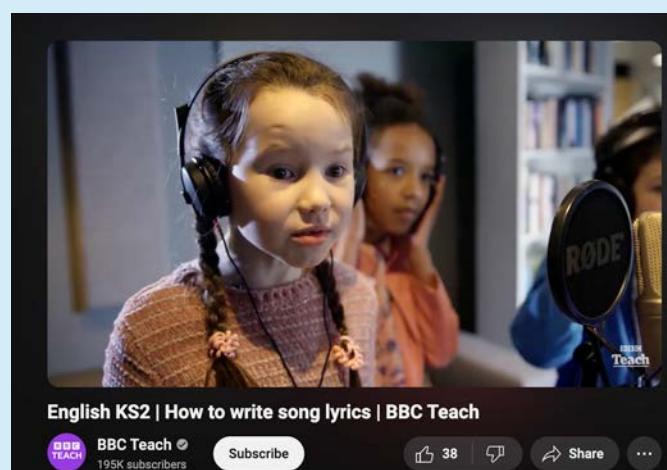 RØDE
BBC
Teach
English KS2 | How to write song lyrics | BBC Teach
BBC
TEACH
BBC Teach
195K subscribers
Subscribe
38
Share